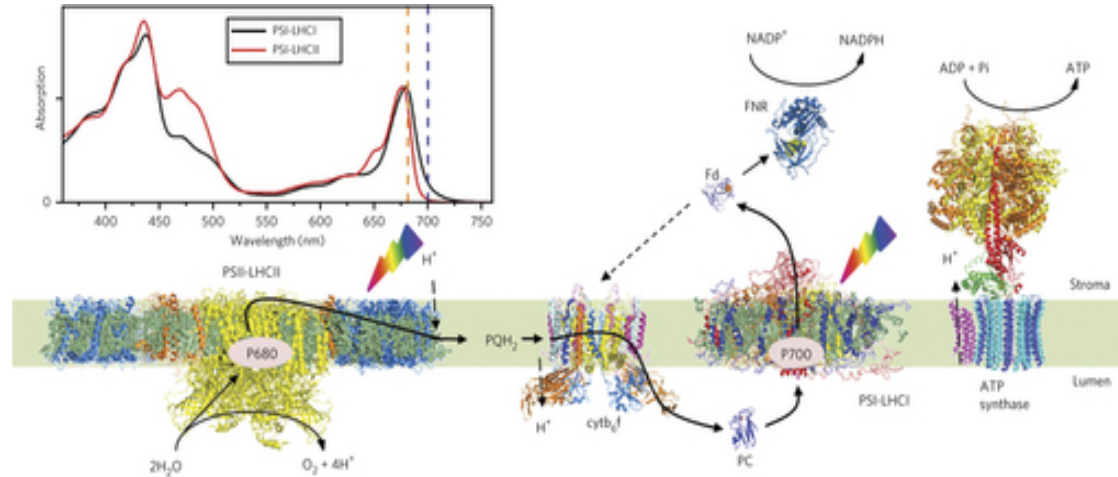 PSI-LHCI
PSI-LHCII
Absorption
0
400 450 500 550 600 650 700 750
Wavelength (nm)
NADP⁺ NADPH
FNR
Fd
ADP + Pi ATP
H⁺
PSII-LHCII
H⁺
Stroma
P680
PQH₂
P700
Lumen
H⁺
cytb₆f
PSI-LHCI
ATP
synthase
PC
2H₂O
O₂ + 4H⁺